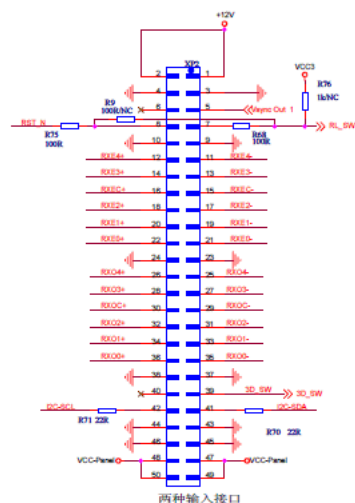 +12V
XP2
2 1
4 3
R9
100R/NC
6 5
Vsync Out 1
VCC3
R76
1k/NC
RST_N
R75
100R
8 7
R68
100R
RL_SW
10 9
RXE4+ 12 11 RXE4-
RXE3+ 14 13 RXE3-
RXEC+ 16 15 RXEC-
RXE2+ 18 17 RXE2-
RXE1+ 20 19 RXE1-
RXE0+ 22 21 RXE0-
24 23
RXO4+ 26 25 RXO4-
RXO3+ 28 27 RXO3-
RXOC+ 30 29 RXOC-
RXO2+ 32 31 RXO2-
RXO1+ 34 33 RXO1-
RXO0+ 36 35 RXO0-
38 37
40 39 3D_SW 3D_SW
I2C-SCL 42 41 I2C-SDA
R71 22R
R70 22R
44 43
46 45
VCC-Panel 48 47 VCC-Panel
50 49
两种输入接口